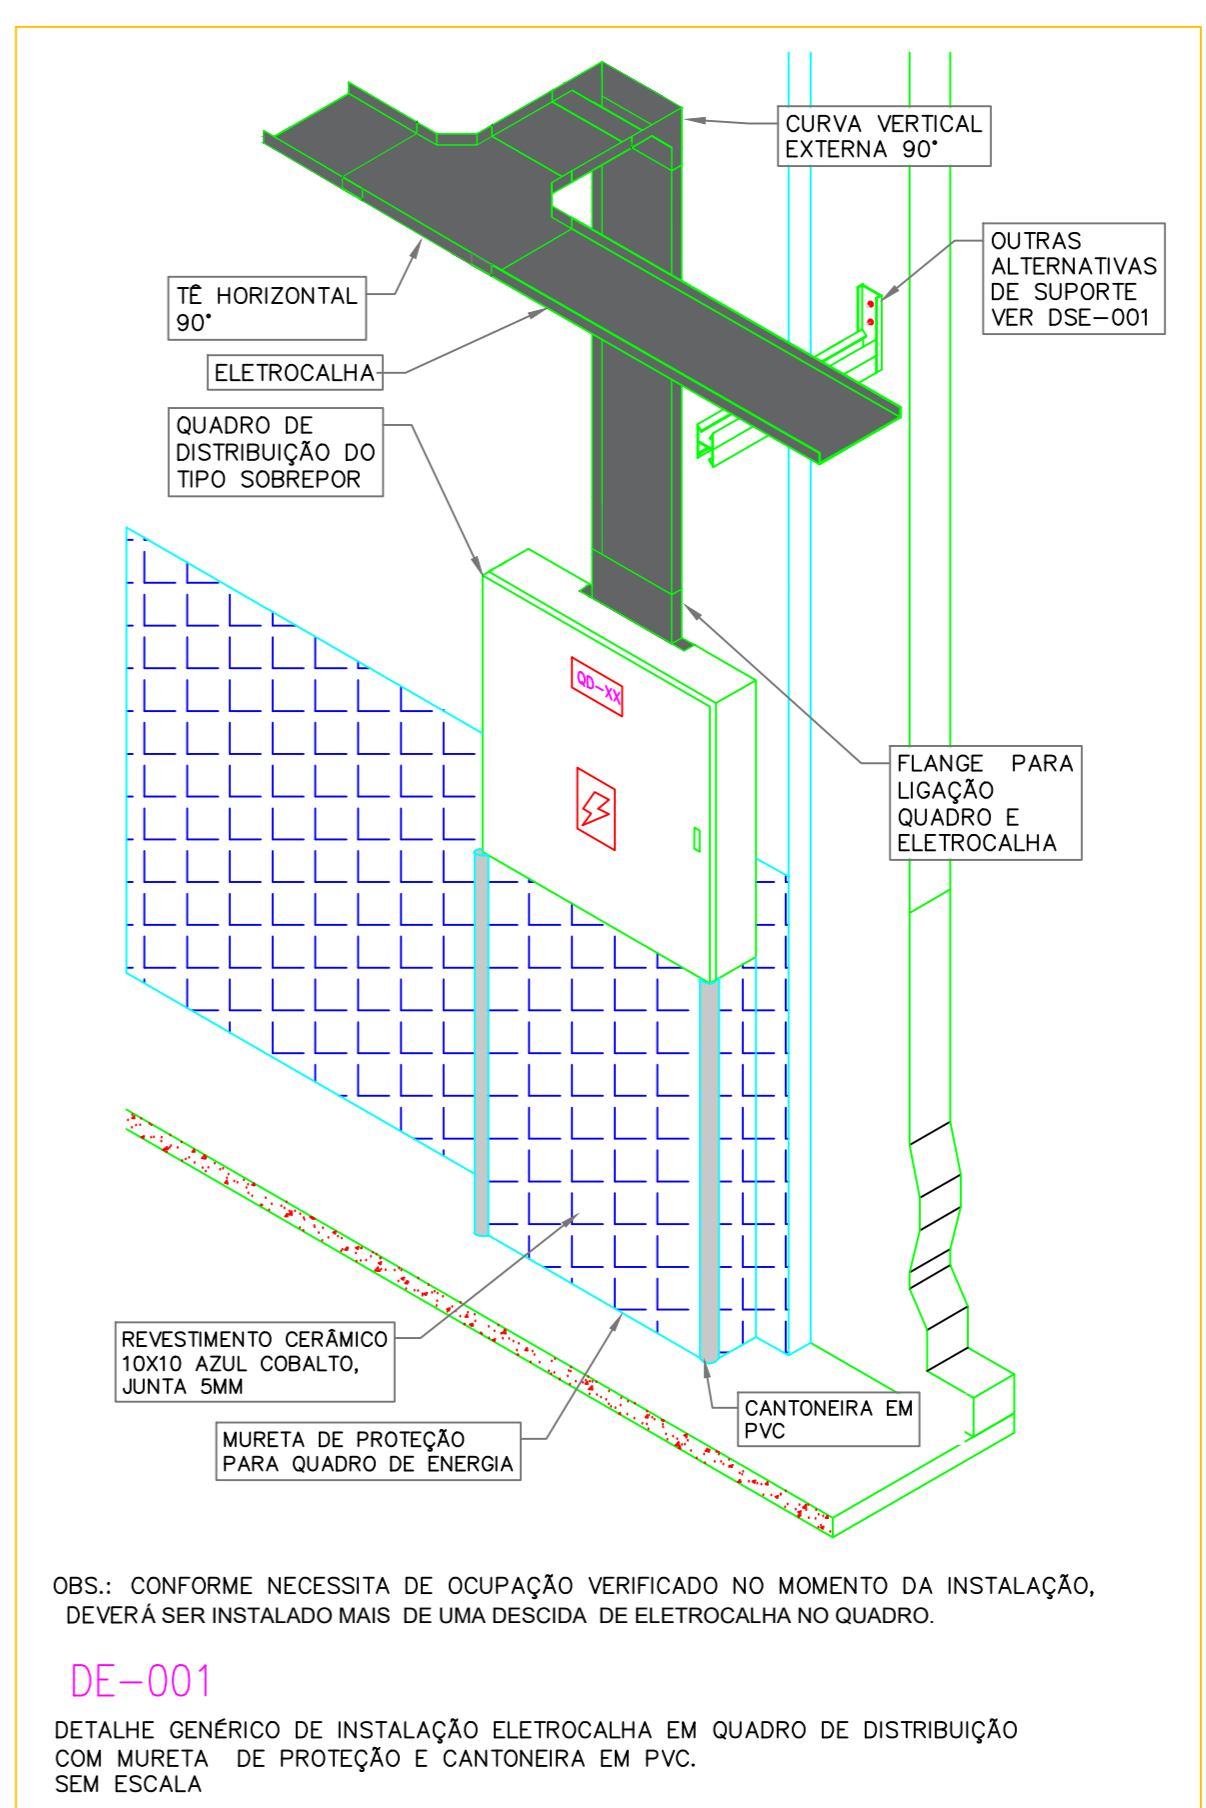 CURVA VERTICAL
EXTERNA 90°
OUTRAS
ALTERNATIVAS
DE SUPORTE
VER DSE-001
TÊ HORIZONTAL
90°
ELETROCALHA
QUADRO DE
DISTRIBUIÇÃO DO
TIPO SOBREPOR
QD-XX
FLANGE PARA
LIGAÇÃO
QUADRO E
ELETROCALHA
REVESTIMENTO CERÂMICO
10X10 AZUL COBALTO,
JUNTA 5MM
CANTONEIRA EM
PVC
MURETA DE PROTEÇÃO
PARA QUADRO DE ENERGIA
OBS.: CONFORME NECESSITA DE OCUPAÇÃO VERIFICADO NO MOMENTO DA INSTALAÇÃO,
DEVERÁ SER INSTALADO MAIS DE UMA DESCIDA DE ELETROCALHA NO QUADRO.
DE-001
DETALHE GENÉRICO DE INSTALAÇÃO ELETROCALHA EM QUADRO DE DISTRIBUIÇÃO
COM MURETA DE PROTEÇÃO E CANTONEIRA EM PVC.
SEM ESCALA